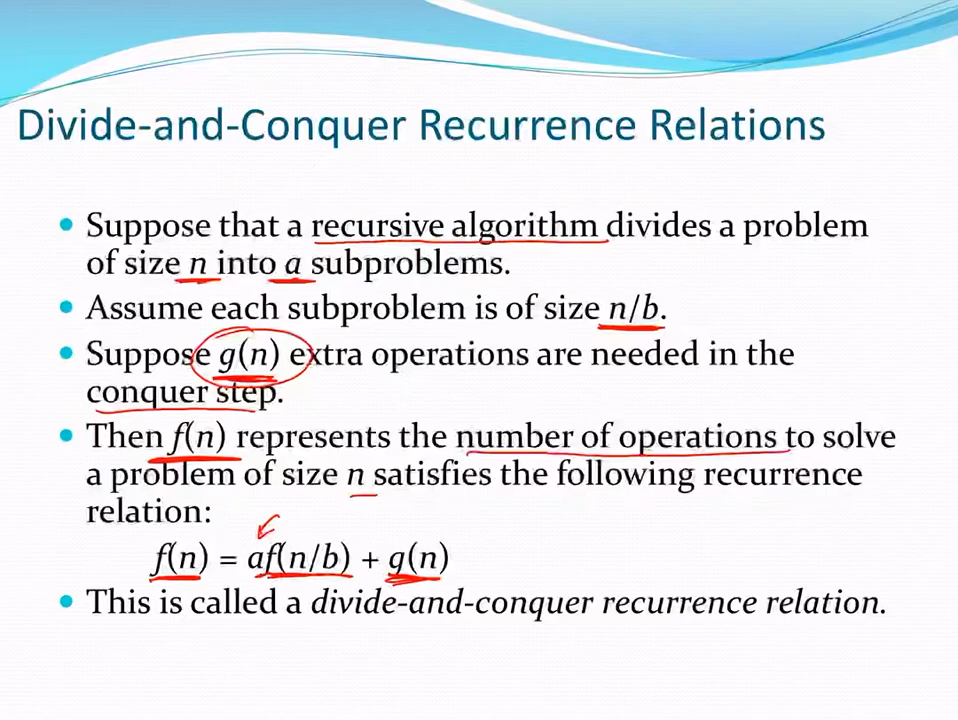 Divide-and-Conquer Recurrence Relations
• Suppose that a recursive algorithm divides a problem
of size n into a subproblems.
• Assume each subproblem is of size n/b.
• Suppose g(n) extra operations are needed in the
conquer step.
• Then f(n) represents the number of operations to solve
a problem of size n satisfies the following recurrence
relation:
f(n) = af(n/b) + g(n)
• This is called a divide-and-conquer recurrence relation.